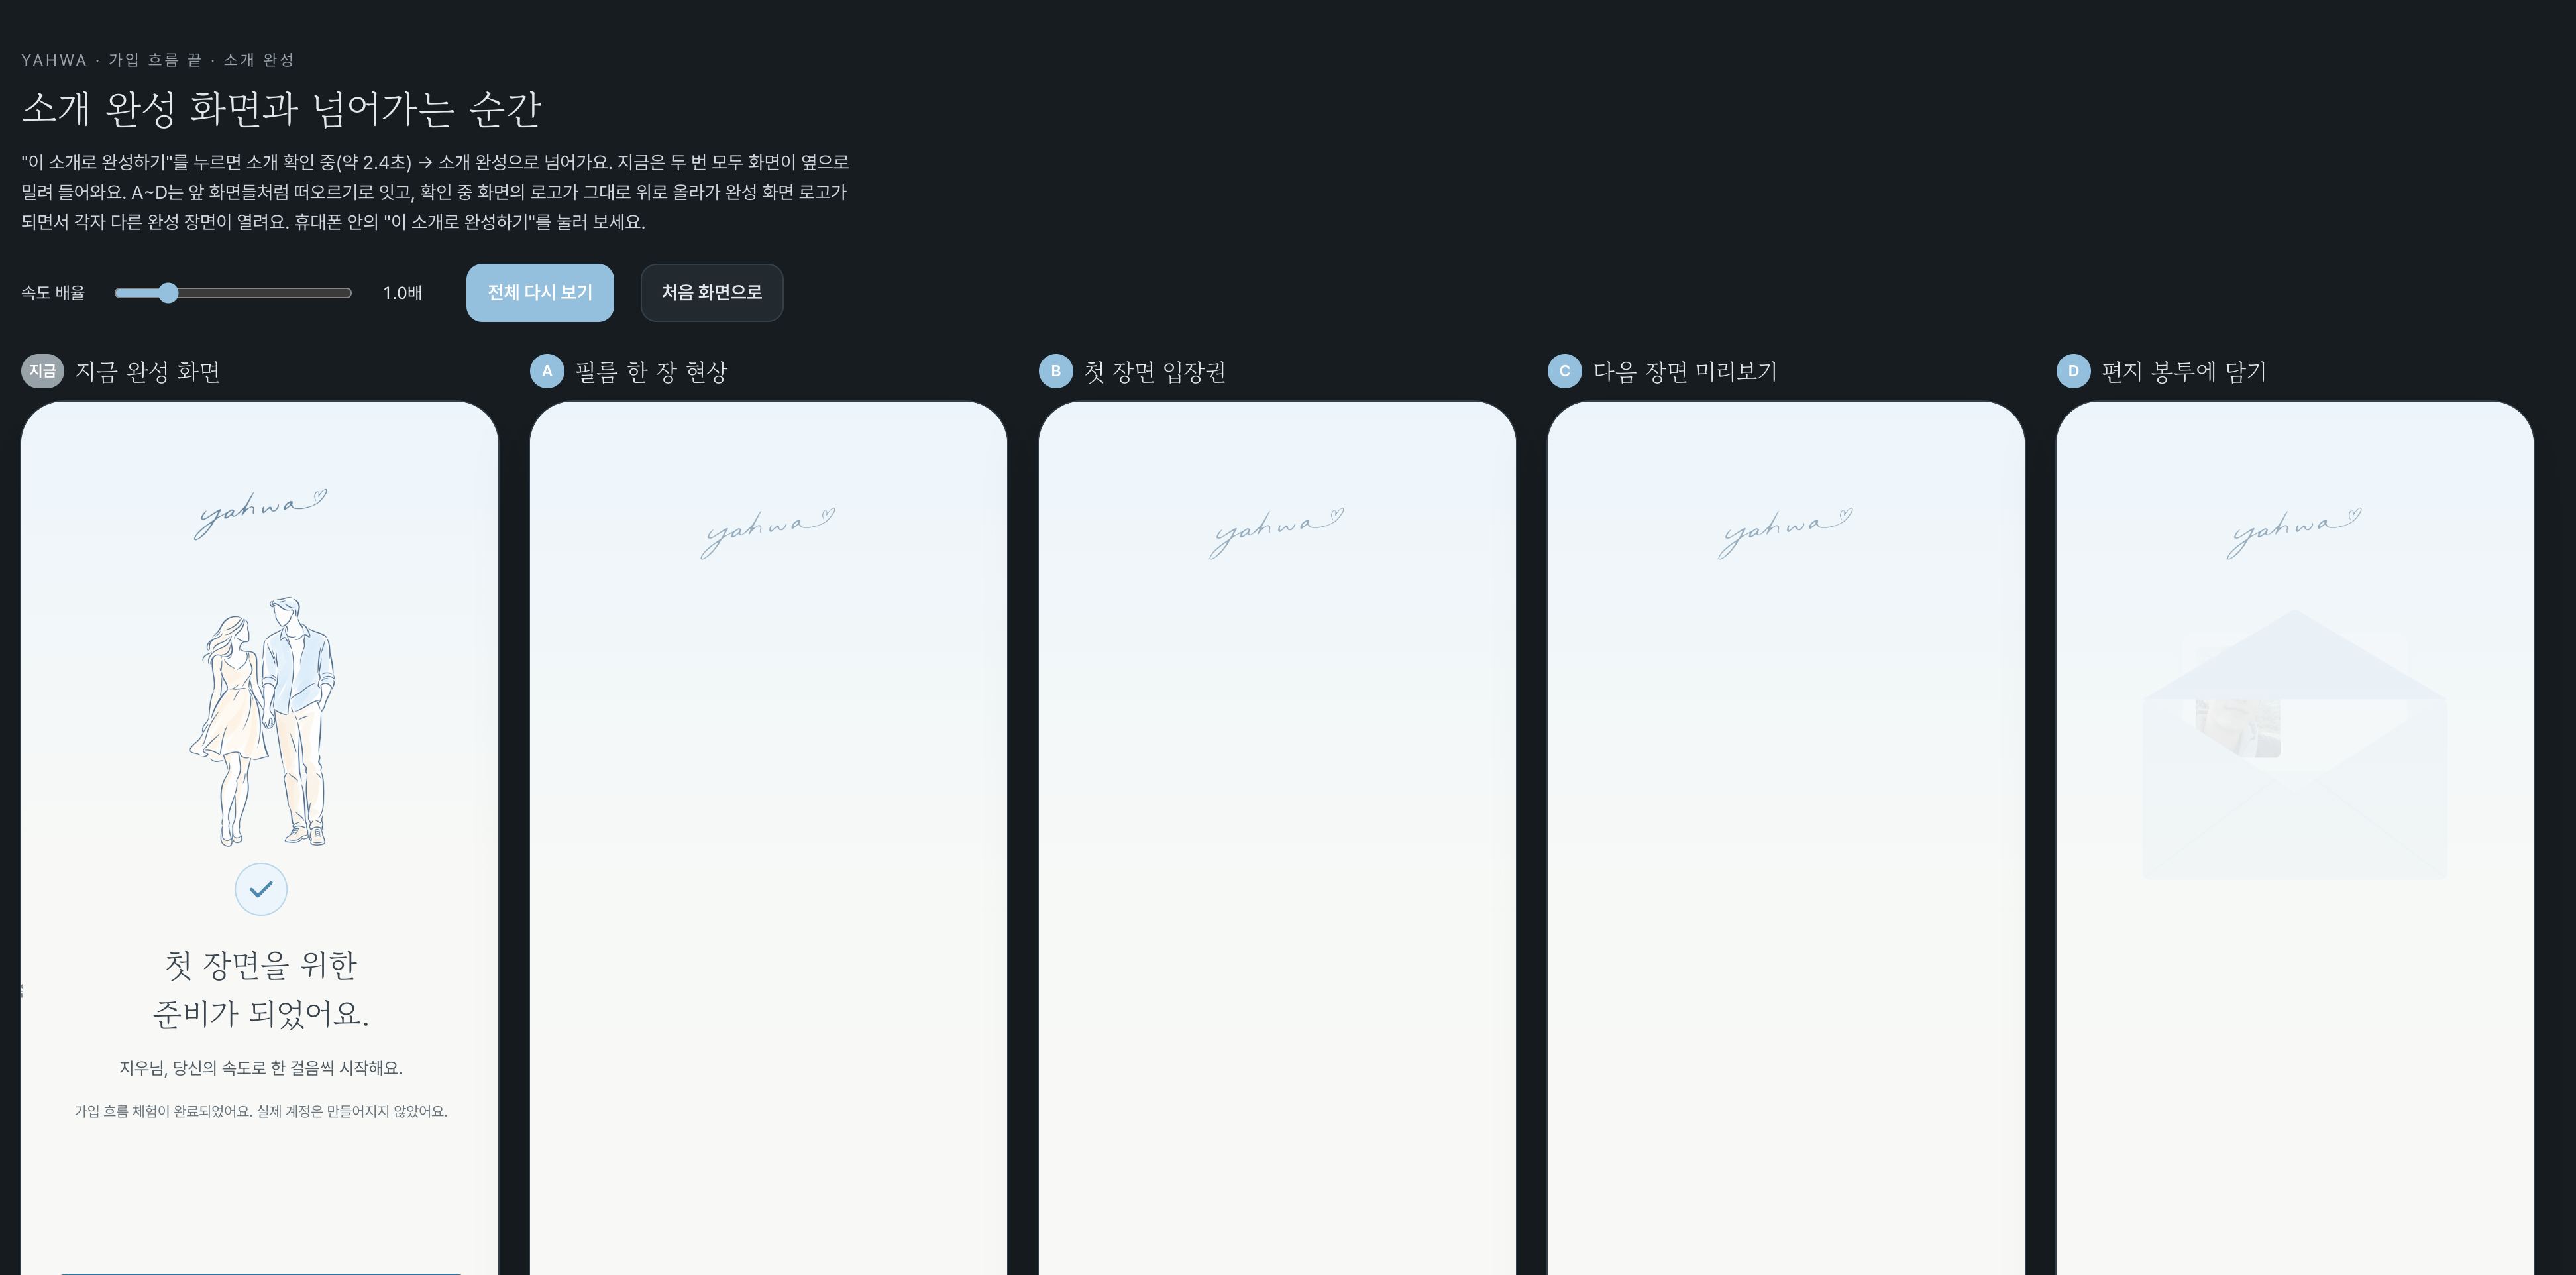 YAHWA · 가입 흐름 끝 · 소개 완성
소개 완성 화면과 넘어가는 순간
"이 소개로 완성하기"를 누르면 소개 확인 중(약 2.4초) → 소개 완성으로 넘어가요. 지금은 두 번 모두 화면이 옆으로
밀려 들어와요. A~D는 앞 화면들처럼 떠오르기로 잇고, 확인 중 화면의 로고가 그대로 위로 올라가 완성 화면 로고가
되면서 각자 다른 완성 장면이 열려요. 휴대폰 안의 "이 소개로 완성하기"를 눌러 보세요.
속도 배율 1.0배 전체 다시 보기 처음 화면으로
지금 지금 완성 화면
yahwa
첫 장면을 위한
준비가 되었어요.
지우님, 당신의 속도로 한 걸음씩 시작해요.
가입 흐름 체험이 완료되었어요. 실제 계정은 만들어지지 않았어요.
A 필름 한 장 현상
yahwa
B 첫 장면 입장권
yahwa
C 다음 장면 미리보기
yahwa
D 편지 봉투에 담기
yahwa